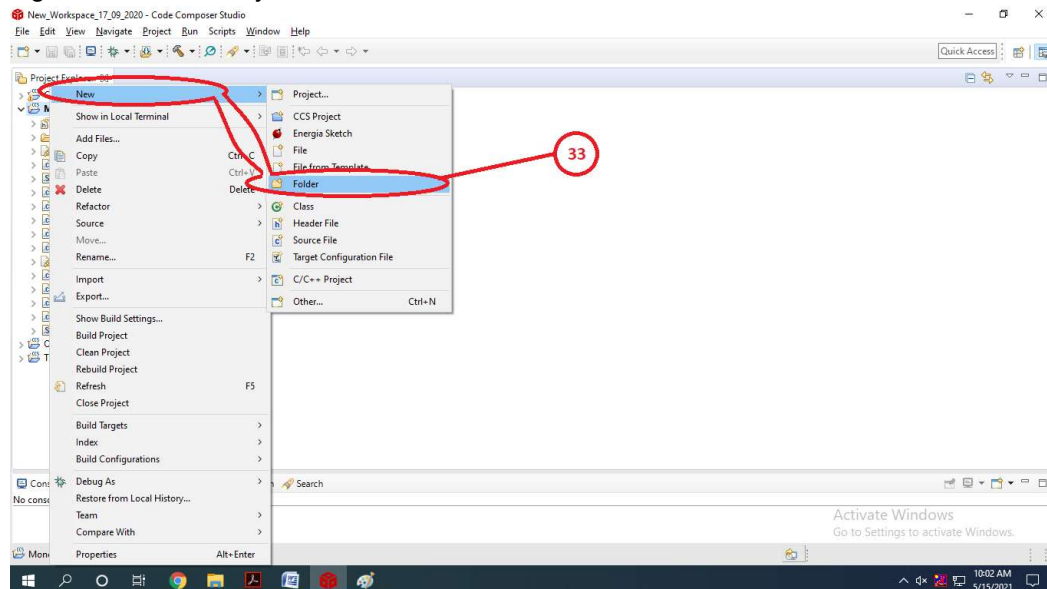 New_Workspace_17_09_2020 - Code Composer Studio
File Edit View Navigate Project Run Scripts Window Help
Quick Access
Project
New
Project...
Show in Local Terminal
CCS Project
Energia Sketch
Add Files...
File
Copy
File from Template
Paste Ctrl+V
Folder
Delete Delete
Refactor
Class
Source
Header File
Move...
Source File
Rename... F2
Target Configuration File
Import
C/C++ Project
Export...
Other... Ctrl+N
Show Build Settings...
Build Project
Clean Project
Rebuild Project
Refresh F5
Close Project
Build Targets
Index
Build Configurations
Debug As
Restore from Local History...
Team
Compare With
Properties Alt+Enter
33
Search
Activate Windows
Go to Settings to activate Windows.
10:02 AM
5/15/2021